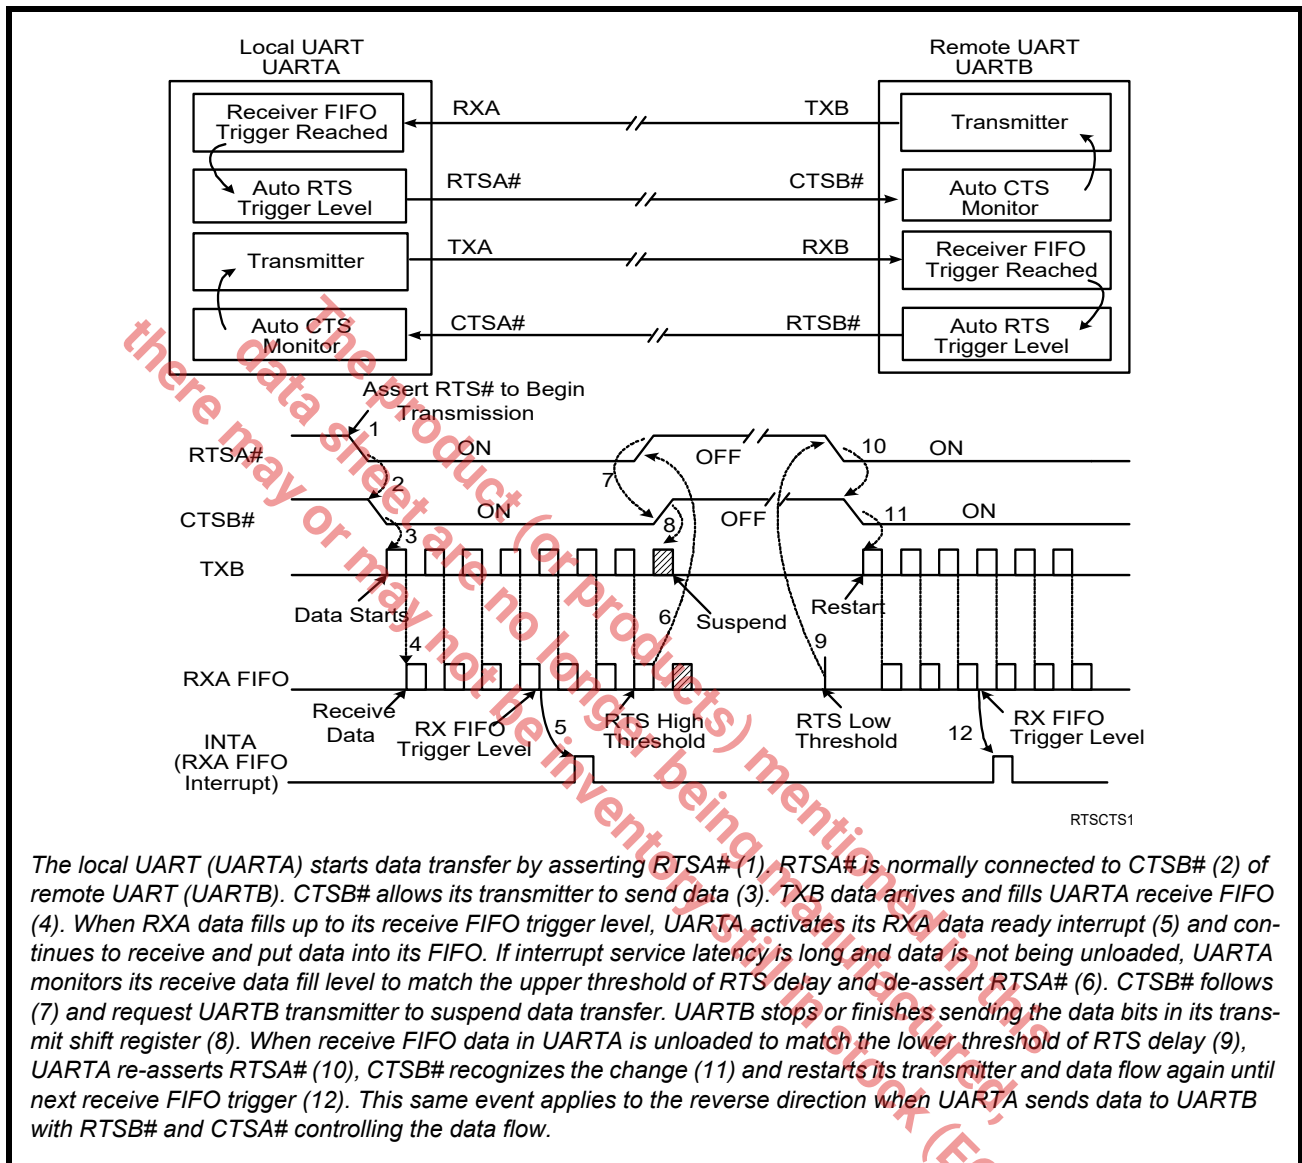 Local UART
UARTA
Remote UART
UARTB
Receiver FIFO
Trigger Reached
RXA
TXB
Transmitter
Auto RTS
Trigger Level
RTSA#
CTSB#
Auto CTS
Monitor
Transmitter
TXA
RXB
Receiver FIFO
Trigger Reached
Auto CTS
Monitor
CTSA#
RTSB#
Auto RTS
Trigger Level
Assert RTS# to Begin
Transmission
RTSA#
1
ON
7
OFF
10
ON
2
CTSB#
ON
8
OFF
11
ON
3
TXB
Data Starts
6
Suspend
Restart
4
9
RXA FIFO
Receive
Data
RX FIFO
Trigger Level
5
RTS High
Threshold
RTS Low
Threshold
12
RX FIFO
Trigger Level
INTA
(RXA FIFO
Interrupt)
RTSCTS1
The local UART (UARTA) starts data transfer by asserting RTSA# (1). RTSA# is normally connected to CTSB# (2) of
remote UART (UARTB). CTSB# allows its transmitter to send data (3). TXB data arrives and fills UARTA receive FIFO
(4). When RXA data fills up to its receive FIFO trigger level, UARTA activates its RXA data ready interrupt (5) and con-
tinues to receive and put data into its FIFO. If interrupt service latency is long and data is not being unloaded, UARTA
monitors its receive data fill level to match the upper threshold of RTS delay and de-assert RTSA# (6). CTSB# follows
(7) and request UARTB transmitter to suspend data transfer. UARTB stops or finishes sending the data bits in its trans-
mit shift register (8). When receive FIFO data in UARTA is unloaded to match the lower threshold of RTS delay (9),
UARTA re-asserts RTSA# (10), CTSB# recognizes the change (11) and restarts its transmitter and data flow again until
next receive FIFO trigger (12). This same event applies to the reverse direction when UARTA sends data to UARTB
with RTSB# and CTSA# controlling the data flow.
The product (or products) mentioned in this
data sheet are no longer being manufactured,
there may or may not be inventory still in stock (EO